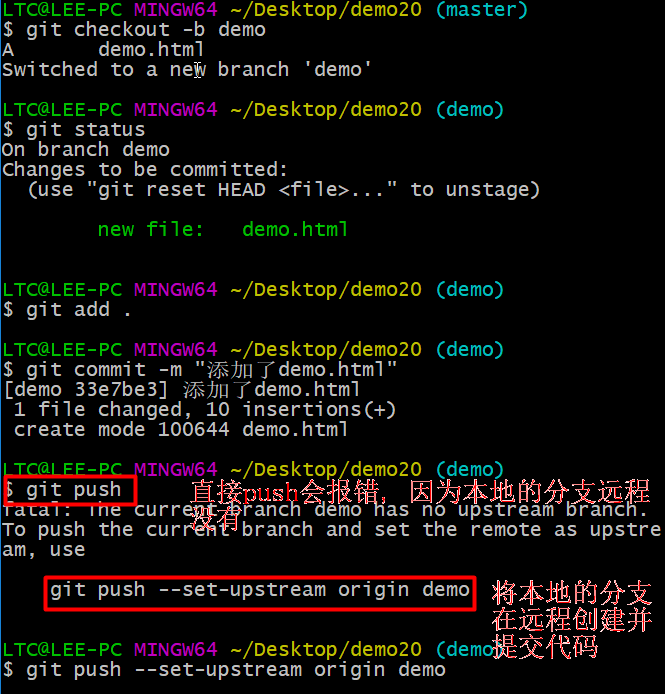 LTC@LEE-PC MINGW64 ~/Desktop/demo20 (master)
$ git checkout -b demo
A       demo.html
Switched to a new branch 'demo'
LTC@LEE-PC MINGW64 ~/Desktop/demo20 (demo)
$ git status
On branch demo
Changes to be committed:
  (use "git reset HEAD <file>..." to unstage)
        new file:   demo.html
LTC@LEE-PC MINGW64 ~/Desktop/demo20 (demo)
$ git add .
LTC@LEE-PC MINGW64 ~/Desktop/demo20 (demo)
$ git commit -m "添加了demo.html"
[demo 33e7be3] 添加了demo.html
 1 file changed, 10 insertions(+)
 create mode 100644 demo.html
LTC@LEE-PC MINGW64 ~/Desktop/demo20 (demo)
$ git push
直接push会报错，因为本地的分支远程
没有
fatal: The current branch demo has no upstream branch.
To push the current branch and set the remote as upstre
am, use
    git push --set-upstream origin demo
将本地的分支
在远程创建并
提交代码
LTC@LEE-PC MINGW64 ~/Desktop/demo20 (demo)
$ git push --set-upstream origin demo